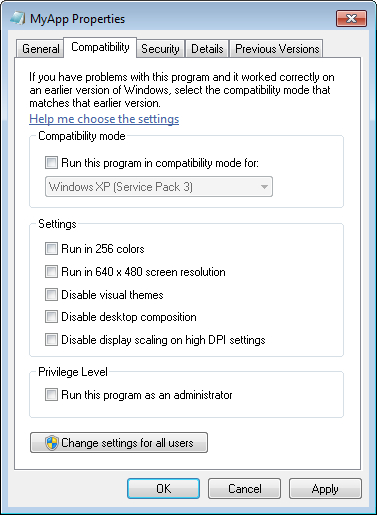 MyApp Properties
General
Compatibility
Security
Details
Previous Versions
If you have problems with this program and it worked correctly on
an earlier version of Windows, select the compatibility mode that
matches that earlier version.
Help me choose the settings
Compatibility mode
Run this program in compatibility mode for:
Windows XP (Service Pack 3)
Settings
Run in 256 colors
Run in 640 x 480 screen resolution
Disable visual themes
Disable desktop composition
Disable display scaling on high DPI settings
Privilege Level
Run this program as an administrator
Change settings for all users
OK
Cancel
Apply